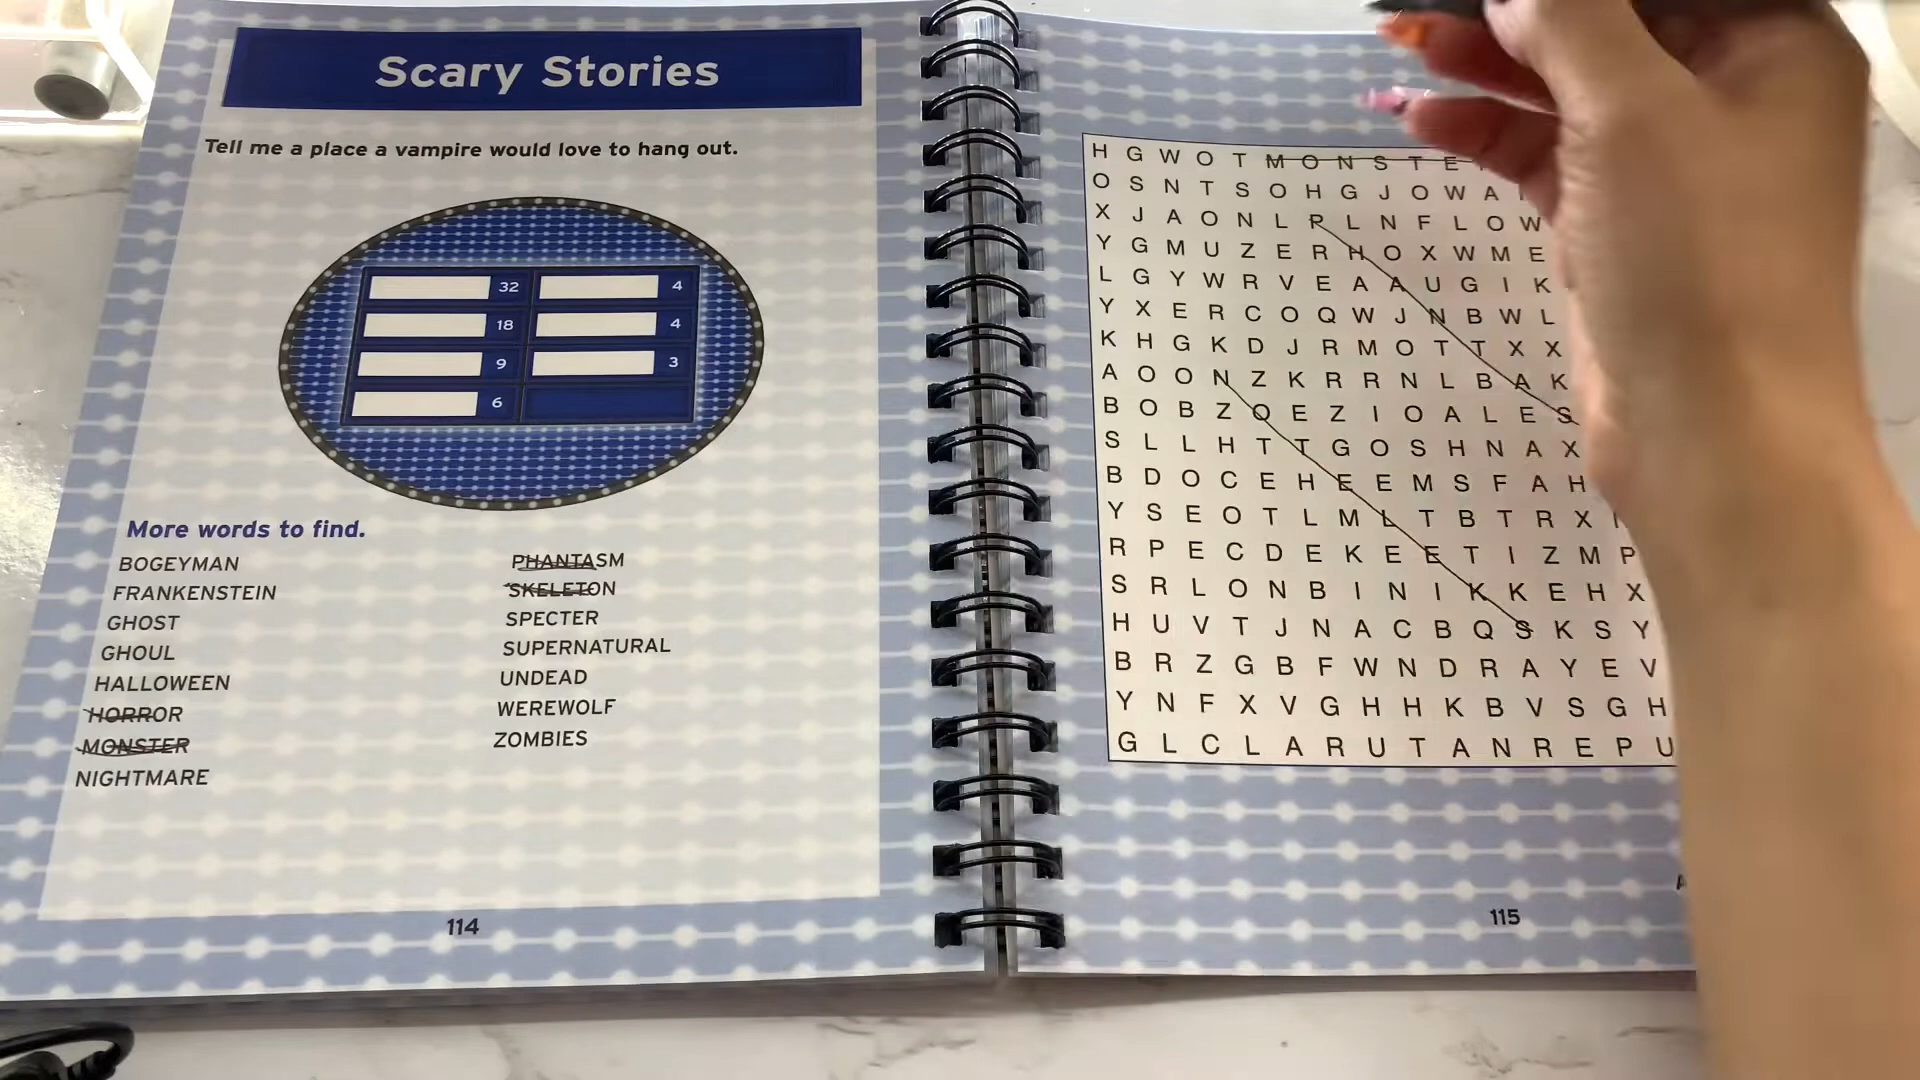 Scary Stories
Tell me a place a vampire would love to hang out.
32 4
18 4
9 3
6
More words to find.
BOGEYMAN
FRANKENSTEIN
GHOST
GHOUL
HALLOWEEN
HORROR
MONSTER
NIGHTMARE
PHANTASM
SKELETON
SPECTER
SUPERNATURAL
UNDEAD
WEREWOLF
ZOMBIES
114
H G W O T M O N S T E
O S N T S O H G J O W A
X J A O N L P L N F L O W
Y G M U Z E R H O X W M E
L G Y W R V E A A U G I K
Y X E R C O Q W J N B W L
K H G K D J R M O T T X X
A O O N Z K R R N L B A K
B O B Z O E Z I O A L E S
S L L H T T G O S H N A X
B D O C E H E E M S F A H
Y S E O T L M L T B T R X
R P E C D E K E E T I Z M P
S R L O N B I N I K K E H X
H U V T J N A C B Q S K S Y
B R Z G B F W N D R A Y E V
Y N F X V G H H K B V S G H
G L C L A R U T A N R E P U
115